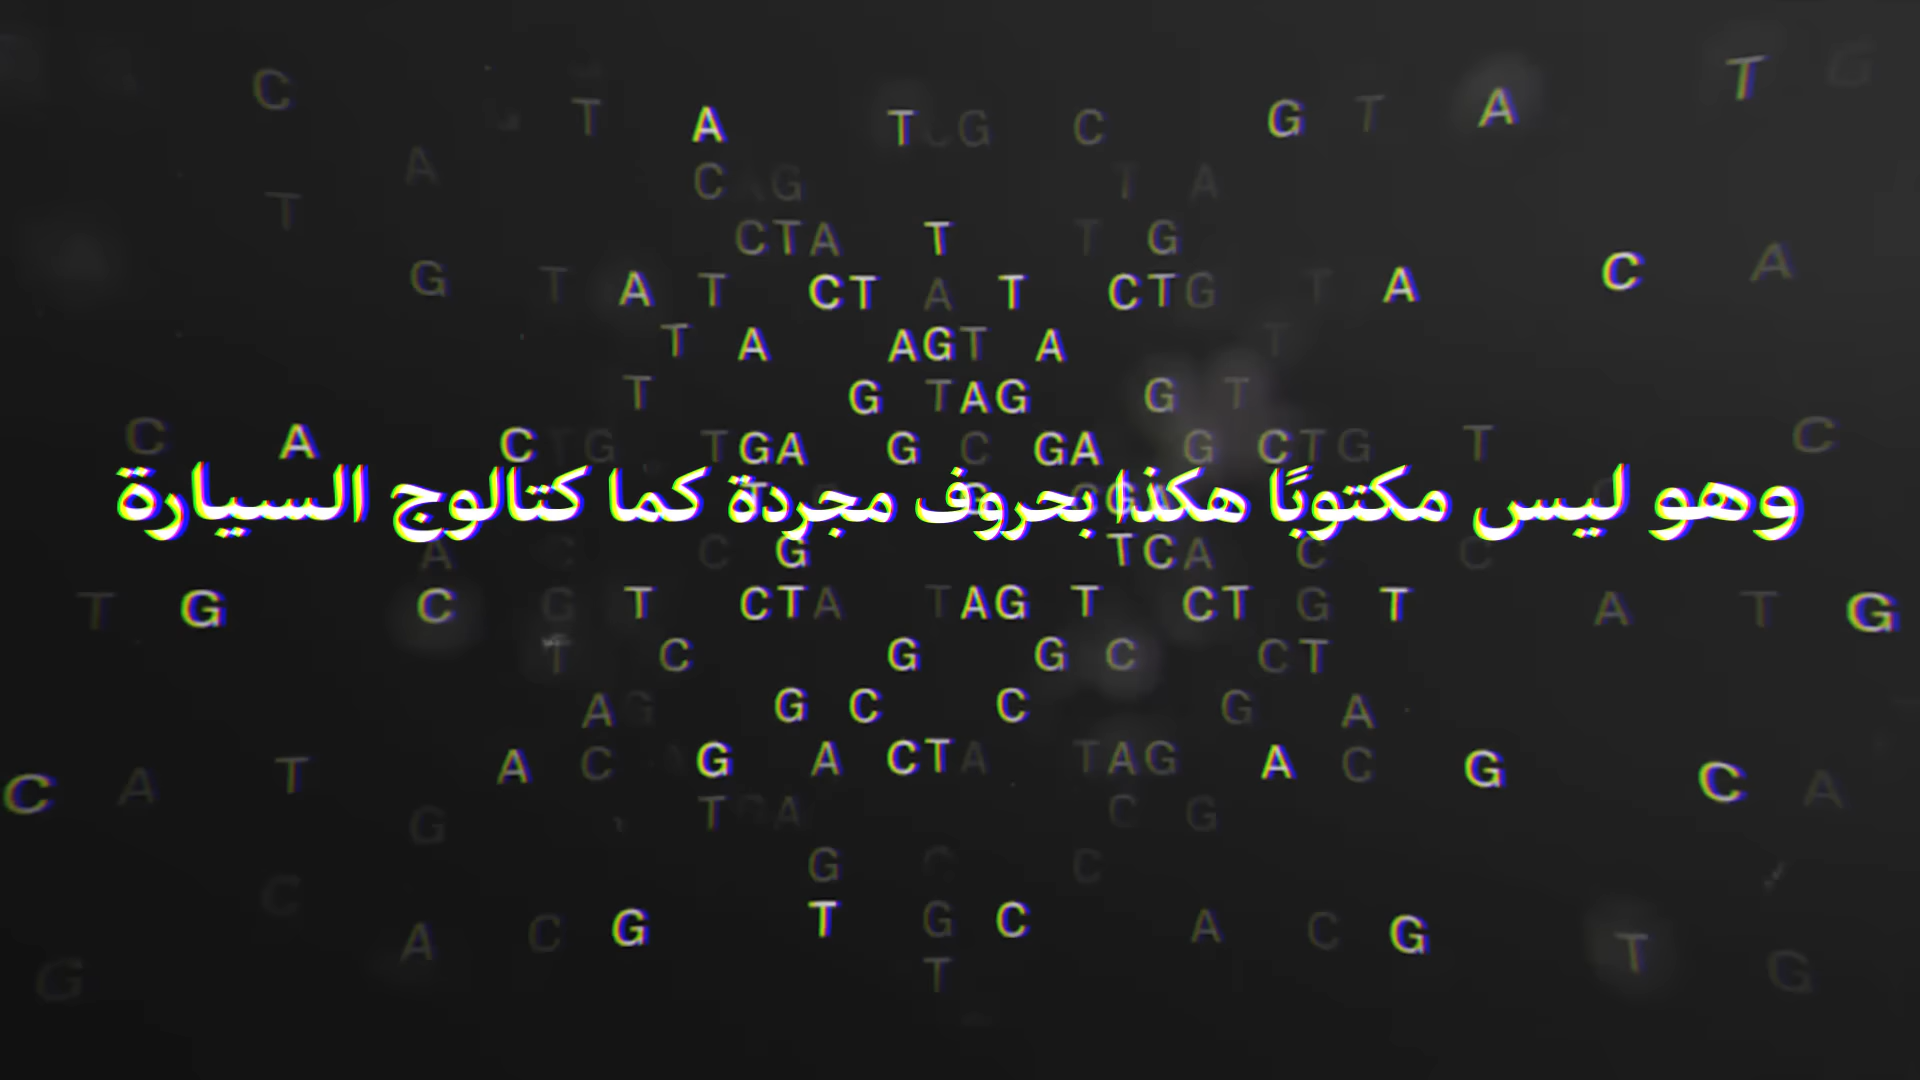 C T A T G C G T A T G
A C A G T A
T C T A T T G
G T A T C T A T C T G T A C A
T A A G T A T
T G T A G G T
C A C T G T G A G C G A G C T G T C
وهو ليس مكتوبًا هكذا بحروف مجردة كما كتالوج السيارة
A C C G T C A C C
T G C G T C T A T A G T C T G T A T G
T C G G C C T
A G G C C G A
C A T A C G A C T A T A G A C G C A
G T G A C G
C G C C
A C G T G C A C G T G
G T